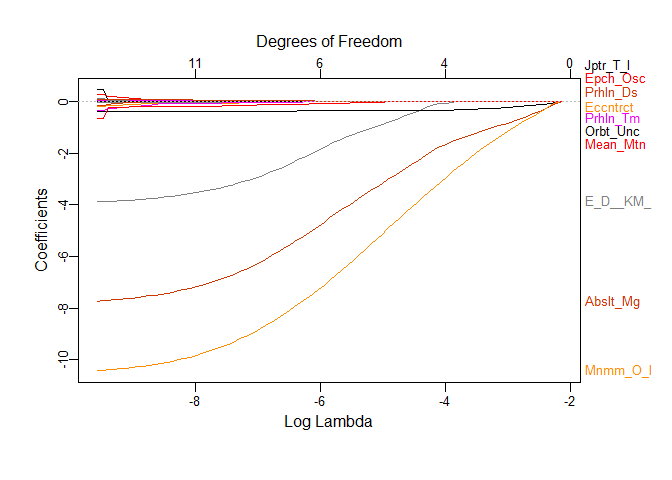 Degrees of Freedom
11 6 4 0
Jptr_T_I
Epch_Osc
Prhln_Ds
Eccntrct
Prhln_Tm
Orbt_Unc
Mean_Mtn
E_D__KM_
Abslt_Mg
Mnmm_O_I
0
-2
-4
-6
-8
-10
Coefficients
-8 -6 -4 -2
Log Lambda